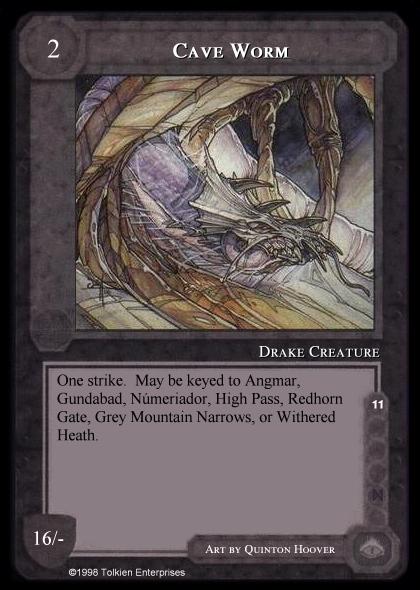 2
Cave Worm
Drake Creature
One strike. May be keyed to Angmar,
Gundabad, Númeriador, High Pass, Redhorn
Gate, Grey Mountain Narrows, or Withered
Heath.
11
16/-
Art by Quinton Hoover
©1998 Tolkien Enterprises